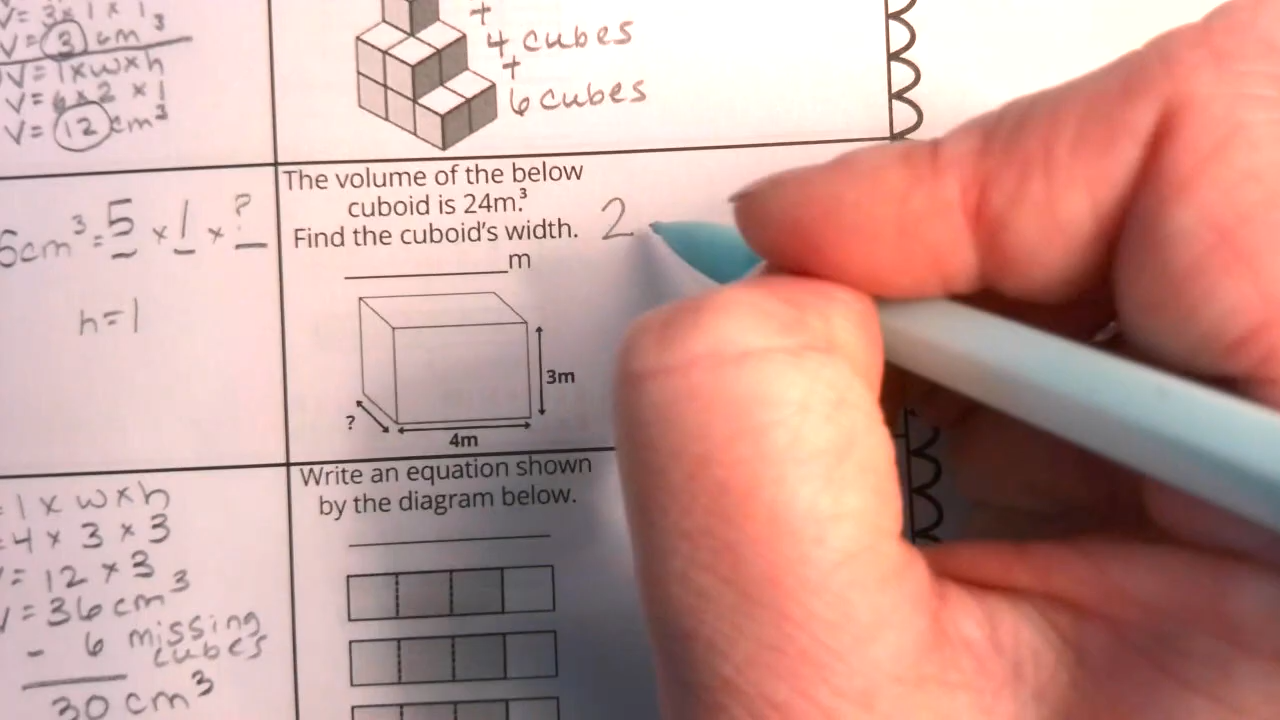 V= 3 x 1 x 1
V= 3 cm³
V= l x w x h
V= 6 x 2 x 1
V= 12 cm³
+
4 cubes
+
6 cubes
5cm³ = 5 x 1 x ?
h=1
The volume of the below
cuboid is 24m³.
Find the cuboid's width. 2
m
3m
?
4m
= l x w x h
=4 x 3 x 3
= 12 x 3
V= 36 cm³
- 6 missing
cubes
30 cm³
Write an equation shown
by the diagram below.